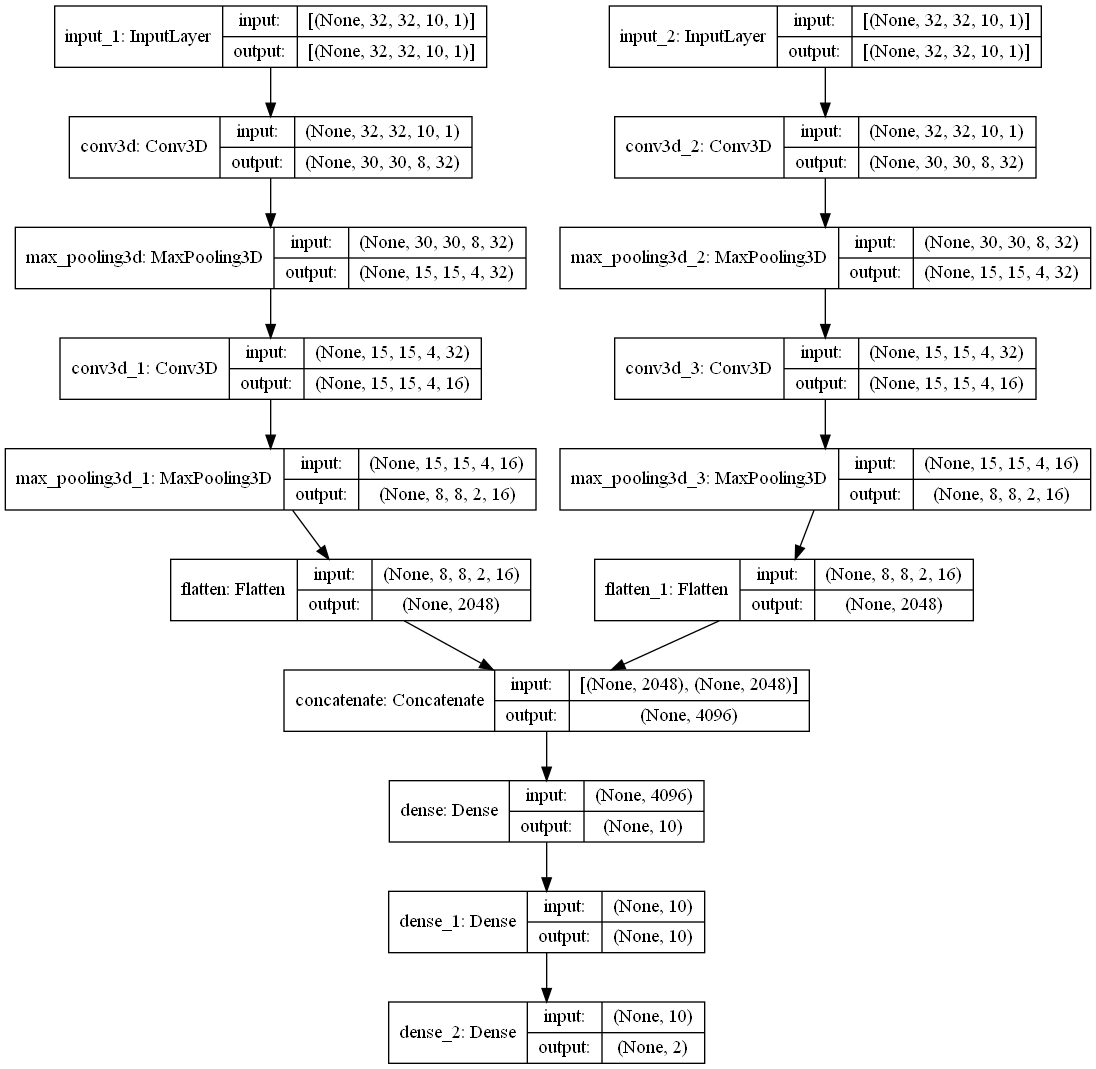 input_1: InputLayer
input: [(None, 32, 32, 10, 1)]
output: [(None, 32, 32, 10, 1)]
input_2: InputLayer
input: [(None, 32, 32, 10, 1)]
output: [(None, 32, 32, 10, 1)]
conv3d: Conv3D
input: (None, 32, 32, 10, 1)
output: (None, 30, 30, 8, 32)
conv3d_2: Conv3D
input: (None, 32, 32, 10, 1)
output: (None, 30, 30, 8, 32)
max_pooling3d: MaxPooling3D
input: (None, 30, 30, 8, 32)
output: (None, 15, 15, 4, 32)
max_pooling3d_2: MaxPooling3D
input: (None, 30, 30, 8, 32)
output: (None, 15, 15, 4, 32)
conv3d_1: Conv3D
input: (None, 15, 15, 4, 32)
output: (None, 15, 15, 4, 16)
conv3d_3: Conv3D
input: (None, 15, 15, 4, 32)
output: (None, 15, 15, 4, 16)
max_pooling3d_1: MaxPooling3D
input: (None, 15, 15, 4, 16)
output: (None, 8, 8, 2, 16)
max_pooling3d_3: MaxPooling3D
input: (None, 15, 15, 4, 16)
output: (None, 8, 8, 2, 16)
flatten: Flatten
input: (None, 8, 8, 2, 16)
output: (None, 2048)
flatten_1: Flatten
input: (None, 8, 8, 2, 16)
output: (None, 2048)
concatenate: Concatenate
input: [(None, 2048), (None, 2048)]
output: (None, 4096)
dense: Dense
input: (None, 4096)
output: (None, 10)
dense_1: Dense
input: (None, 10)
output: (None, 10)
dense_2: Dense
input: (None, 10)
output: (None, 2)